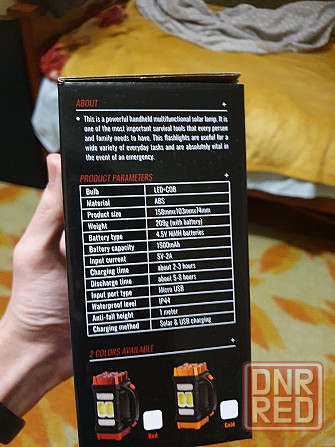 ABOUT
This is a powerful handheld multifunctional solar lamp. It is
one of the most important survival tools that every person
and family needs to have. This flashlights are useful for a
wide variety of everyday tasks and are absolutely vital in
the event of an emergency.
PRODUCT PARAMETERS
Bulb LED+COB
Material ABS
Product size 158mmx103mmx74mm
Weight 209g (with battery)
Battery type 4.5V NiMH batteries
Battery capacity 1500mAh
Input current 5V-2A
Charging time about 2-3 hours
Discharge time about 5-8 hours
Input port type Micro USB
Waterproof level IP44
Anti-fall height 1 meter
Charging method Solar & USB charging
2 COLORS AVAILABLE
Red Gold
DNR
RED